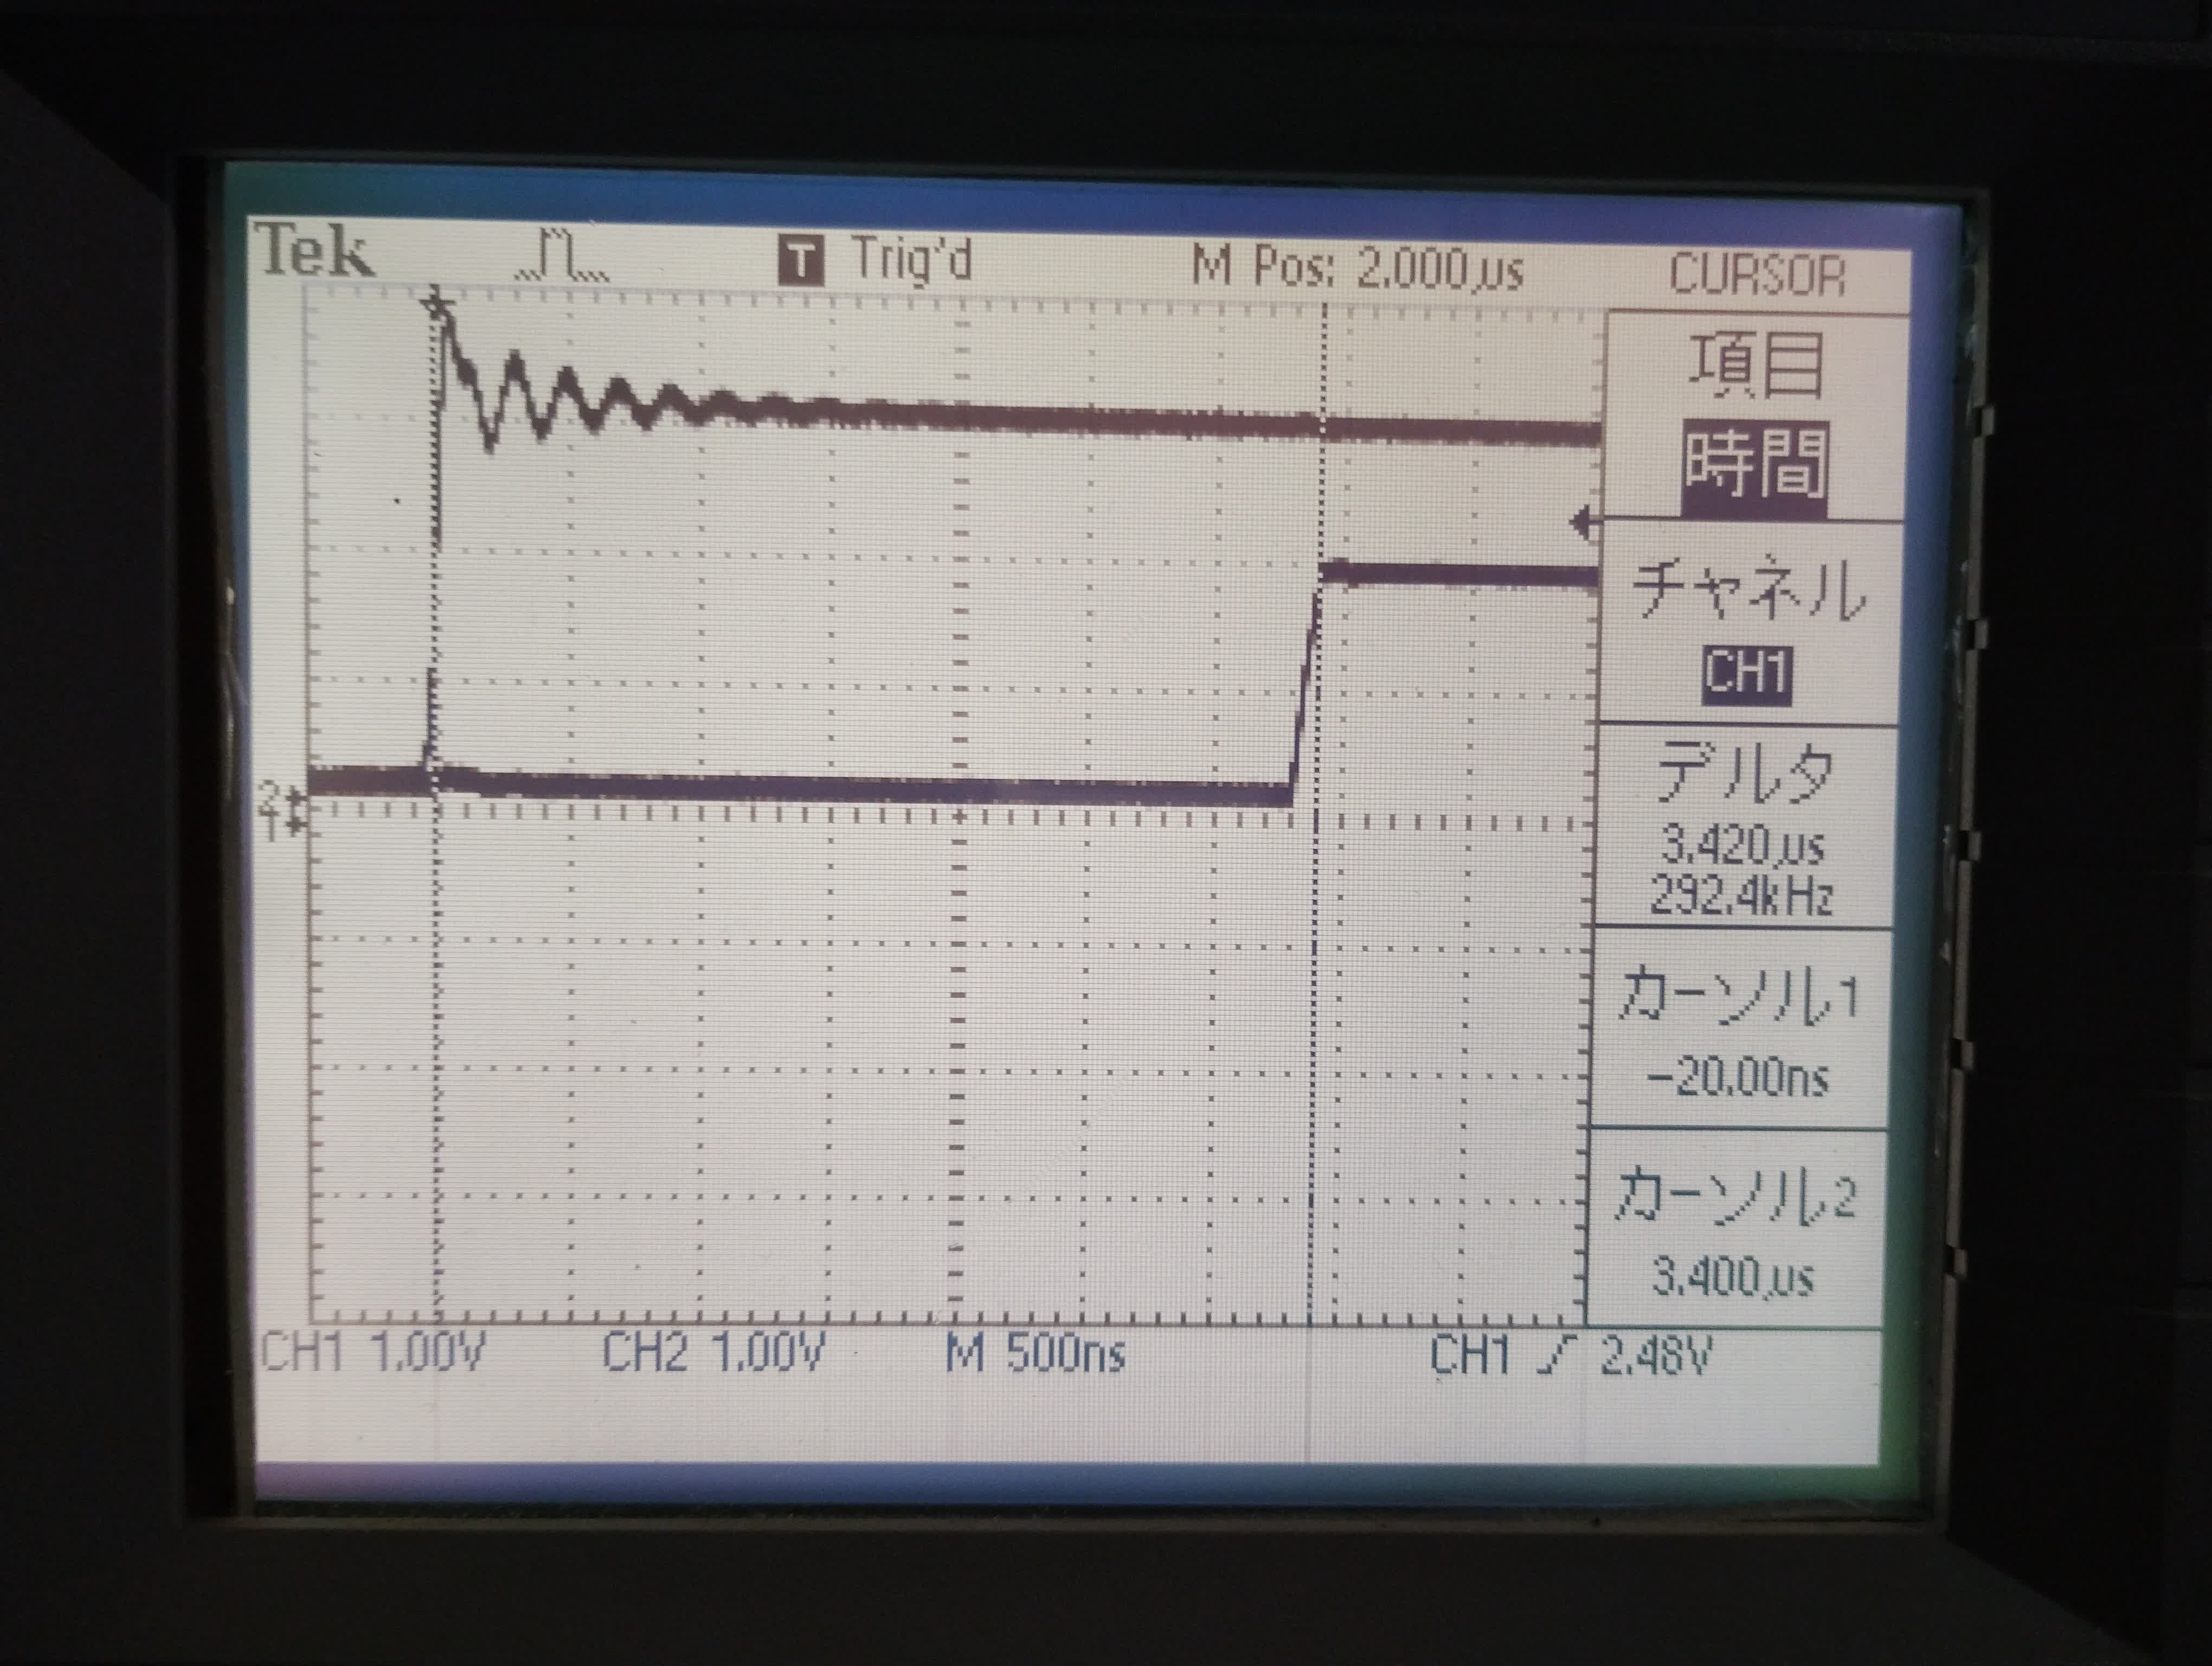 Tek T Trig'd M Pos: 2.000µs CURSOR
項目
時間
チャネル
CH1
デルタ
3.420µs
292.4kHz
カーソル1
-20.00ns
カーソル2
3.400µs
2
1
CH1 1.00V CH2 1.00V M 500ns CH1 2.48V